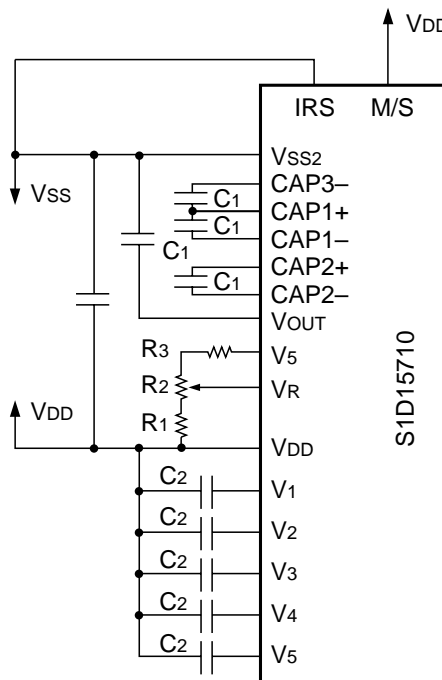 VDD
IRS M/S
VSS2
CAP3–
VSS
C1
CAP1+
C1
CAP1–
C1
CAP2+
C1
CAP2–
VOUT
R3
V5
R2
VR
VDD
R1
VDD
S1D15710
C2
V1
C2
V2
C2
V3
C2
V4
C2
V5